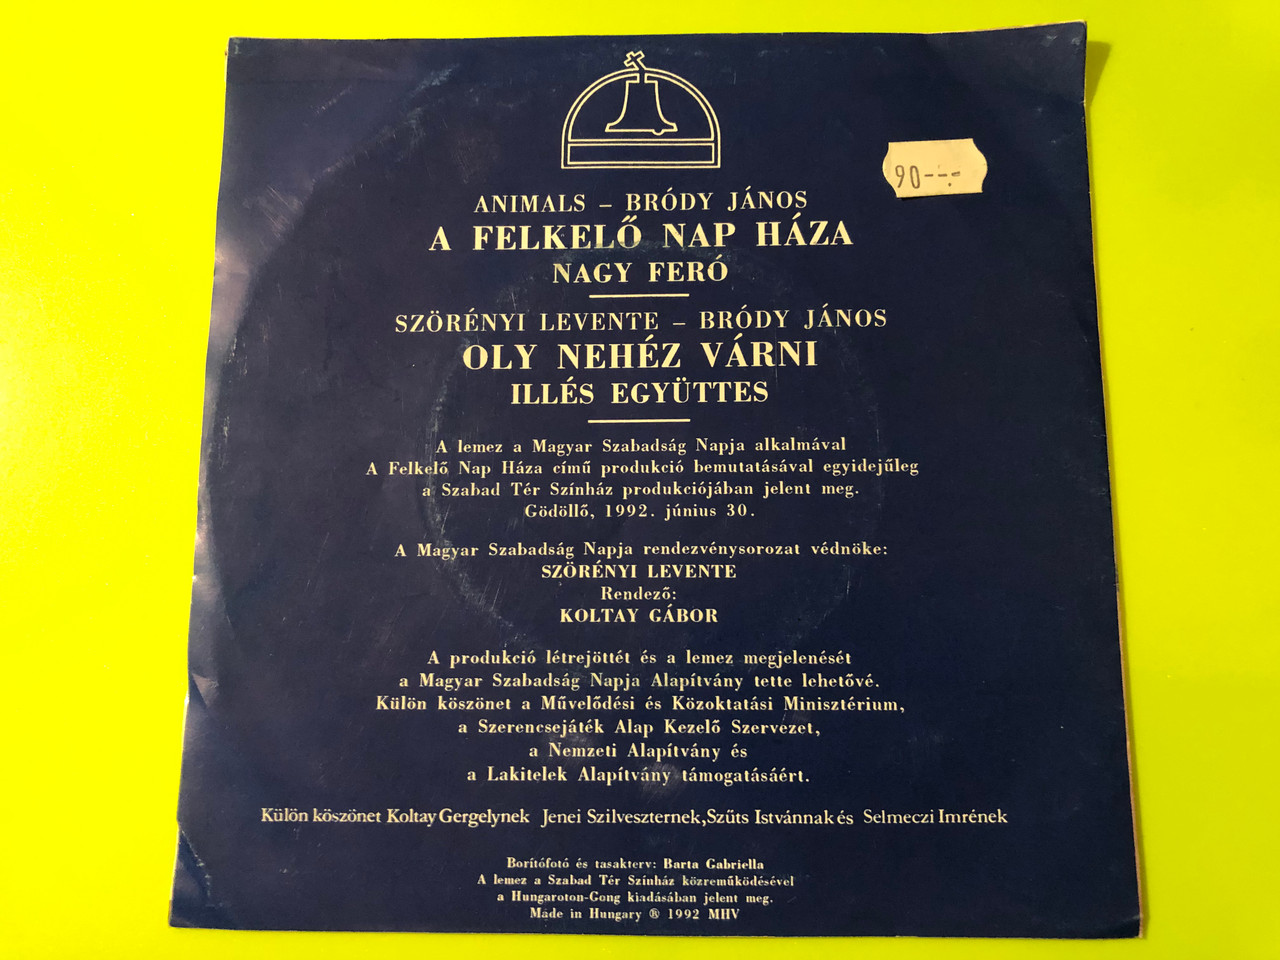 90--.-
ANIMALS – BRÓDY JÁNOS
A FELKELŐ NAP HÁZA
NAGY FERÓ
SZÖRÉNYI LEVENTE – BRÓDY JÁNOS
OLY NEHÉZ VÁRNI
ILLÉS EGYÜTTES
A lemez a Magyar Szabadság Napja alkalmával
A Felkelő Nap Háza című produkció bemutatásával egyidejűleg
a Szabad Tér Színház produkciójában jelent meg.
Gödöllő, 1992. június 30.
A Magyar Szabadság Napja rendezvénysorozat védnöke:
SZÖRÉNYI LEVENTE
Rendező:
KOLTAY GÁBOR
A produkció létrejöttét és a lemez megjelenését
a Magyar Szabadság Napja Alapítvány tette lehetővé.
Külön köszönet a Művelődési és Közoktatási Minisztérium,
a Szerencsejáték Alap Kezelő Szervezet,
a Nemzeti Alapítvány és
a Lakitelek Alapítvány támogatásáért.
Külön köszönet Koltay Gergelynek Jenei Szilveszternek,Szűts Istvánnak és Selmeczi Imrének
Borítófotó és tasakterv: Barta Gabriella
A lemez a Szabad Tér Színház közreműködésével
a Hungaroton-Gong kiadásában jelent meg.
Made in Hungary ® 1992 MHV